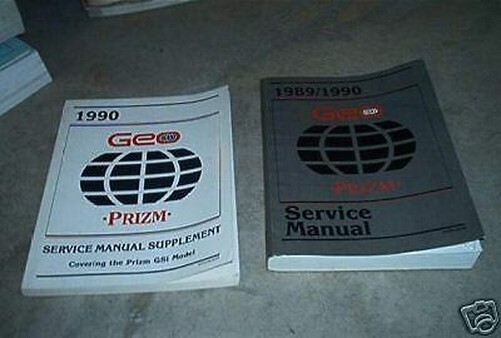 1990
Geo
PRIZM
SERVICE MANUAL SUPPLEMENT
Covering the Prizm GSI Model
1989/1990
Geo
PRIZM
Service
Manual